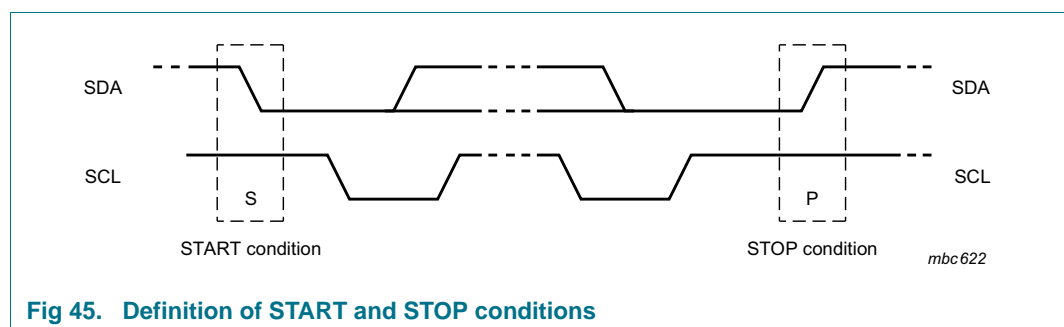 SDA
SDA
SCL
SCL
S
P
START condition
STOP condition
mbc622
Fig 45. Definition of START and STOP conditions